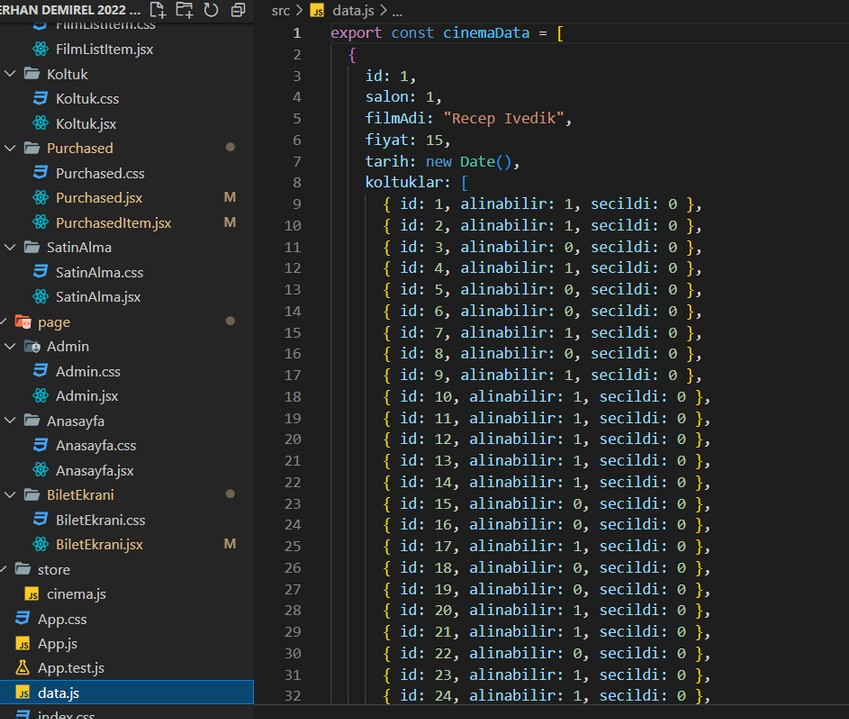 ERHAN DEMIREL 2022 ...
FilmListItem.css
FilmListItem.jsx
Koltuk
Koltuk.css
Koltuk.jsx
Purchased
Purchased.css
Purchased.jsx M
PurchasedItem.jsx M
SatinAlma
SatinAlma.css
SatinAlma.jsx
page
Admin
Admin.css
Admin.jsx
Anasayfa
Anasayfa.css
Anasayfa.jsx
BiletEkrani
BiletEkrani.css
BiletEkrani.jsx M
store
JS cinema.js
App.css
JS App.js
App.test.js
JS data.js
index.css
src > JS data.js > ...
1 export const cinemaData = [
2 {
3 id: 1,
4 salon: 1,
5 filmAdi: "Recep Ivedik",
6 fiyat: 15,
7 tarih: new Date(),
8 koltuklar: [
9 { id: 1, alinabilir: 1, secildi: 0 },
10 { id: 2, alinabilir: 1, secildi: 0 },
11 { id: 3, alinabilir: 0, secildi: 0 },
12 { id: 4, alinabilir: 1, secildi: 0 },
13 { id: 5, alinabilir: 0, secildi: 0 },
14 { id: 6, alinabilir: 0, secildi: 0 },
15 { id: 7, alinabilir: 1, secildi: 0 },
16 { id: 8, alinabilir: 0, secildi: 0 },
17 { id: 9, alinabilir: 1, secildi: 0 },
18 { id: 10, alinabilir: 1, secildi: 0 },
19 { id: 11, alinabilir: 1, secildi: 0 },
20 { id: 12, alinabilir: 1, secildi: 0 },
21 { id: 13, alinabilir: 1, secildi: 0 },
22 { id: 14, alinabilir: 1, secildi: 0 },
23 { id: 15, alinabilir: 0, secildi: 0 },
24 { id: 16, alinabilir: 0, secildi: 0 },
25 { id: 17, alinabilir: 1, secildi: 0 },
26 { id: 18, alinabilir: 0, secildi: 0 },
27 { id: 19, alinabilir: 0, secildi: 0 },
28 { id: 20, alinabilir: 1, secildi: 0 },
29 { id: 21, alinabilir: 1, secildi: 0 },
30 { id: 22, alinabilir: 0, secildi: 0 },
31 { id: 23, alinabilir: 1, secildi: 0 },
32 { id: 24, alinabilir: 1, secildi: 0 },